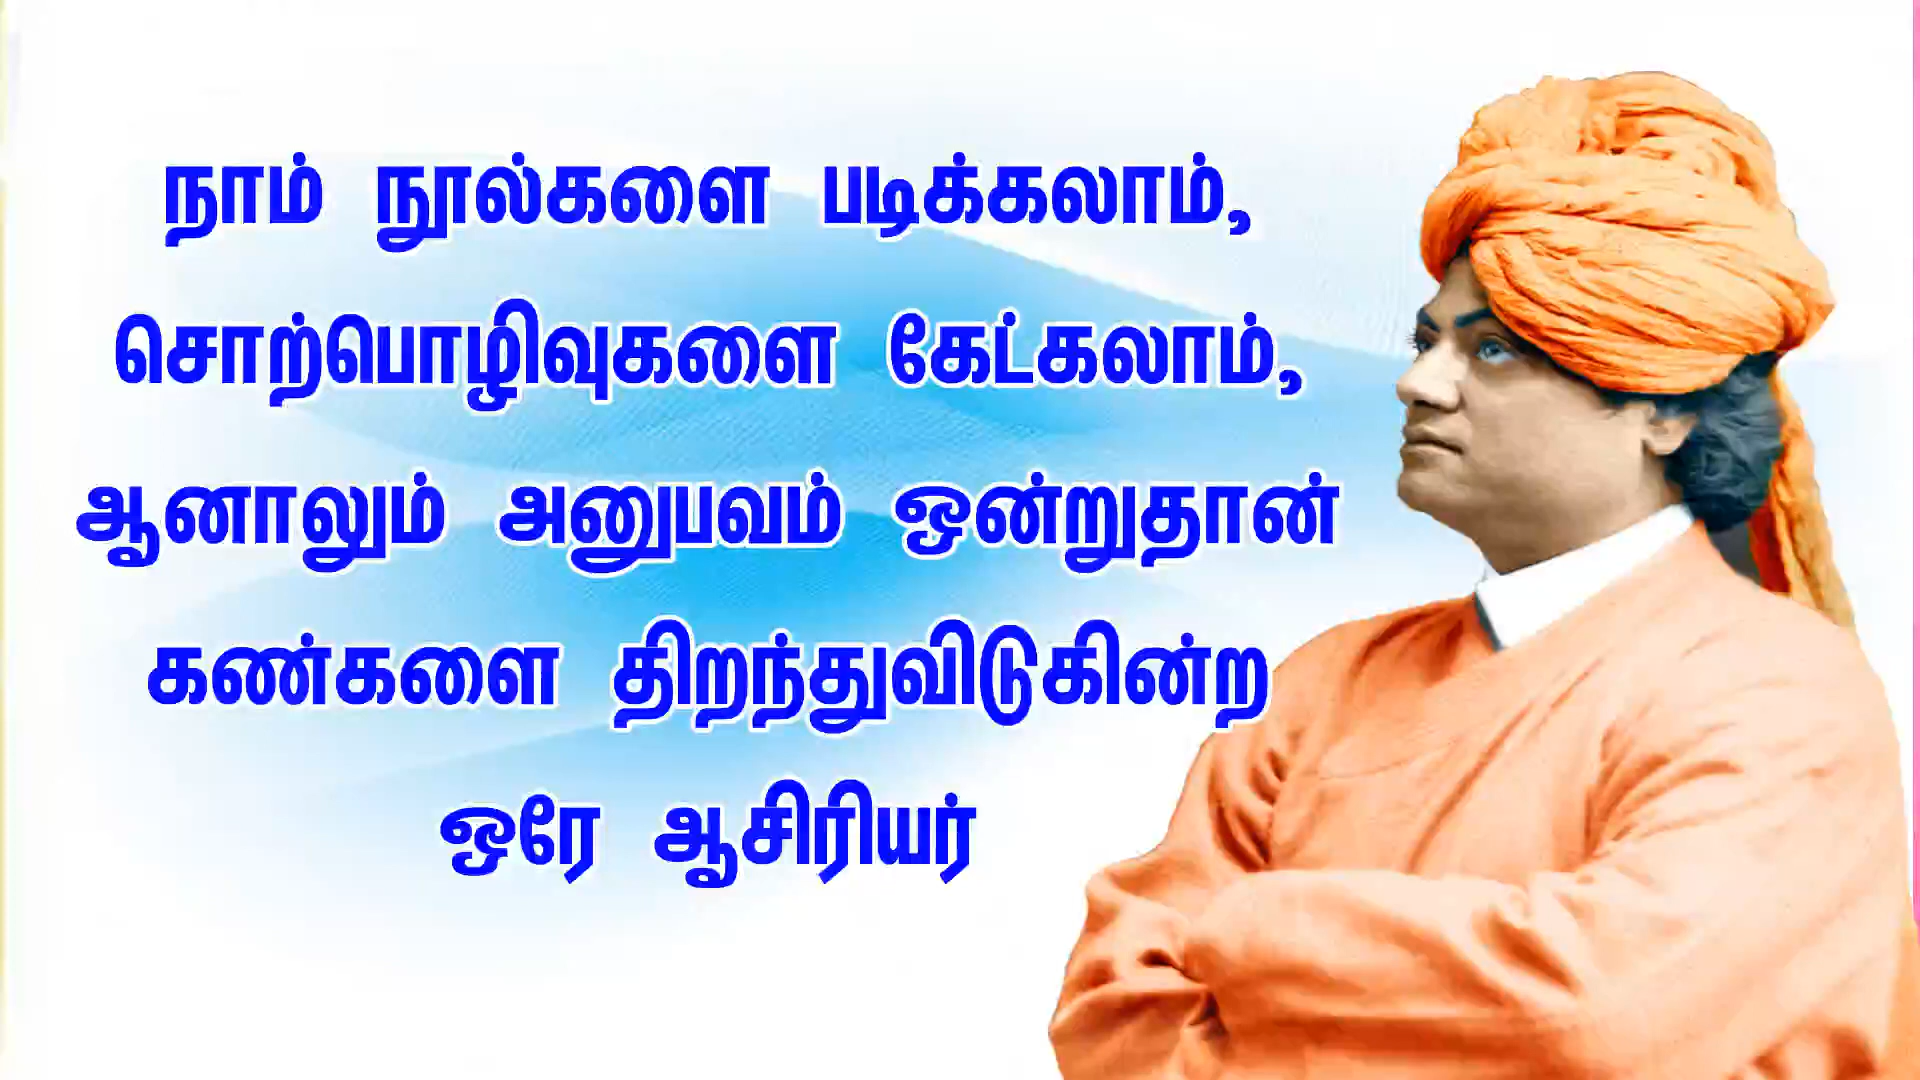 நாம் நூல்களை படிக்கலாம்,
சொற்பொழிவுகளை கேட்கலாம்,
ஆனாலும் அனுபவம் ஒன்றுதான்
கண்களை திறந்துவிடுகின்ற
ஒரே ஆசிரியர்